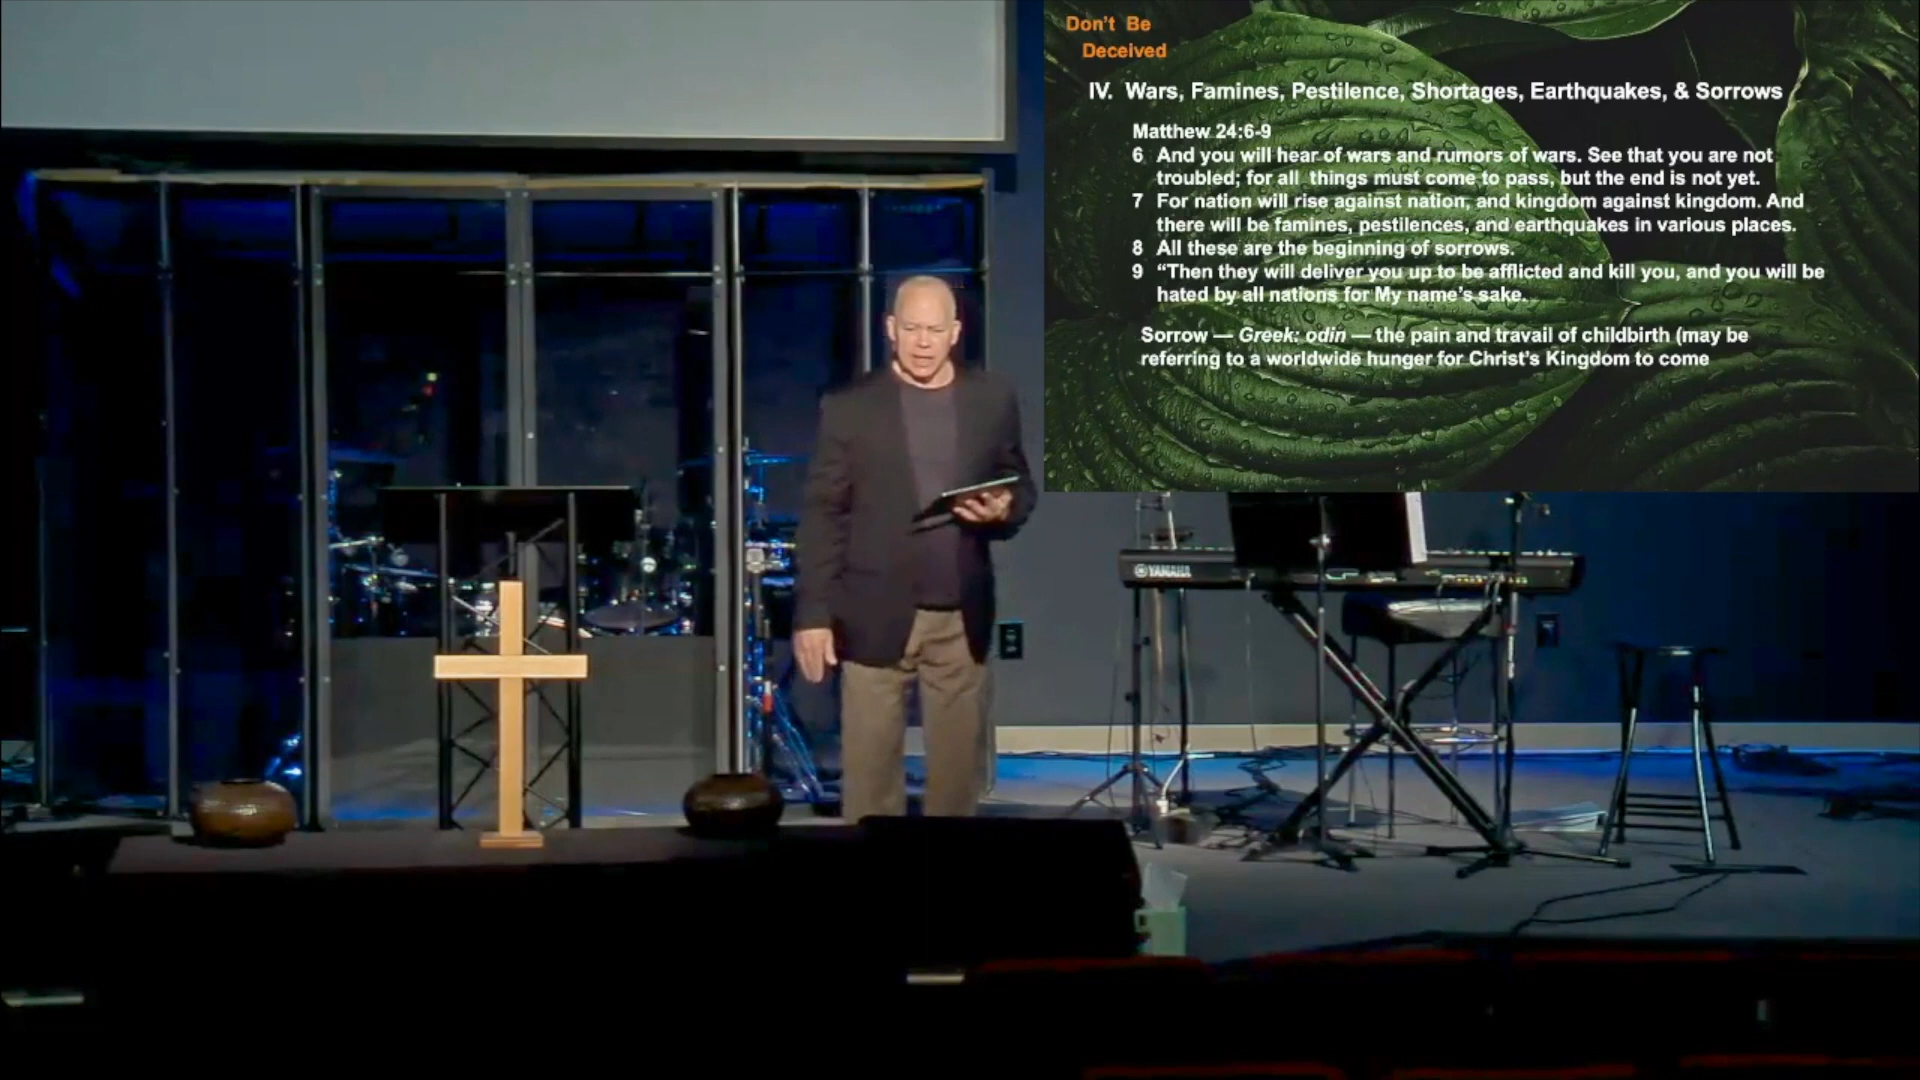 Don't Be
Deceived
IV. Wars, Famines, Pestilence, Shortages, Earthquakes, & Sorrows
Matthew 24:6-9
6 And you will hear of wars and rumors of wars. See that you are not
troubled; for all things must come to pass, but the end is not yet.
7 For nation will rise against nation, and kingdom against kingdom. And
there will be famines, pestilences, and earthquakes in various places.
8 All these are the beginning of sorrows.
9 “Then they will deliver you up to be afflicted and kill you, and you will be
hated by all nations for My name's sake.
Sorrow — Greek: odin — the pain and travail of childbirth (may be
referring to a worldwide hunger for Christ's Kingdom to come
YAMAHA